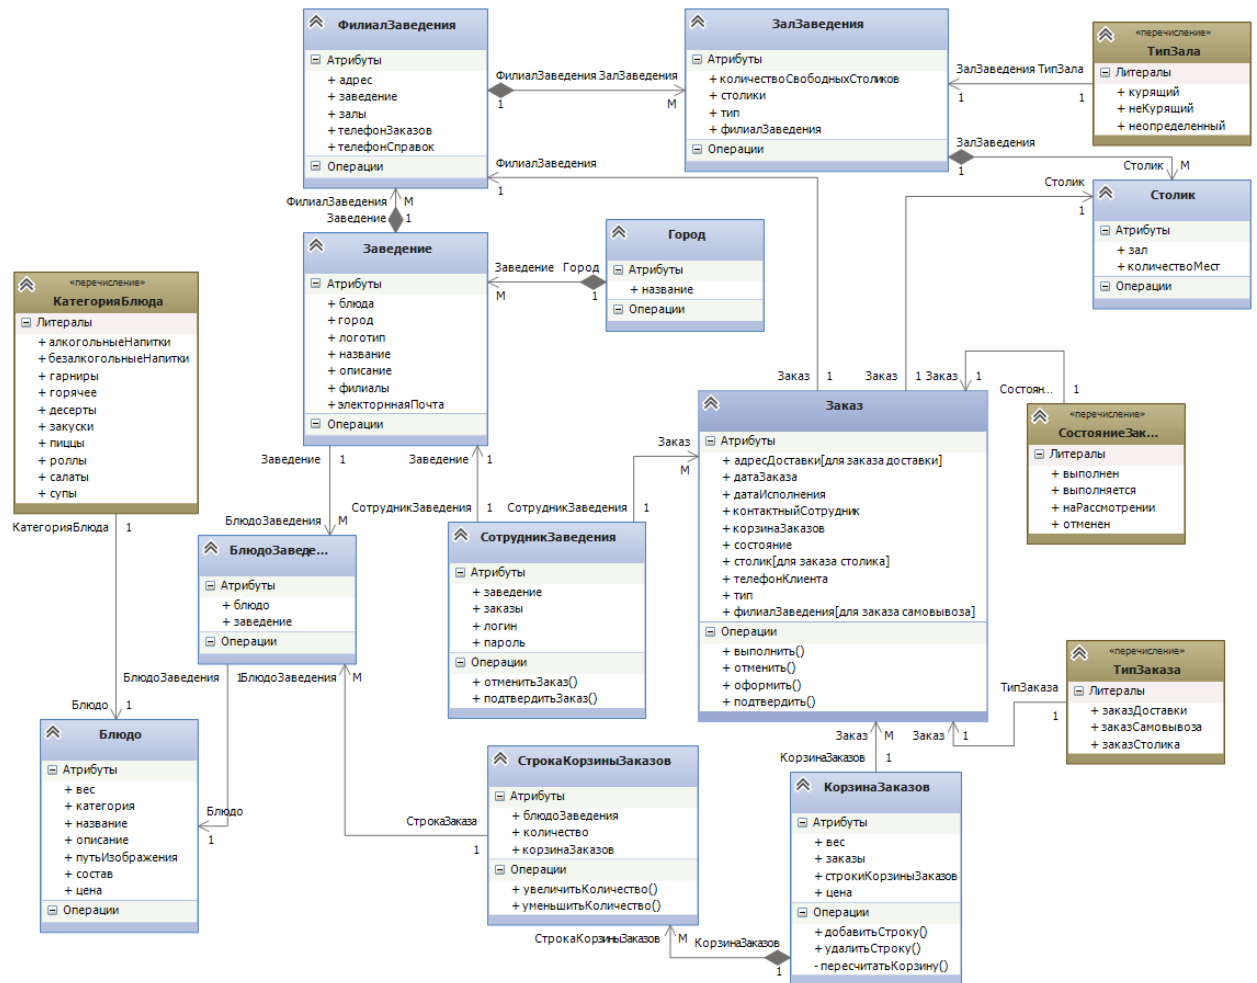 ФилиалЗаведения
Атрибуты
+ адрес
+ заведение
+ залы
+ телефонЗаказов
+ телефонСправок
Операции
ФилиалЗаведения ЗалЗаведения
1
М
ЗалЗаведения
Атрибуты
+ количествоСвободныхСтоликов
+ столики
+ тип
+ филиалЗаведения
Операции
ЗалЗаведения ТипЗала
1
1
«перечисление»
ТипЗала
Литералы
+ курящий
+ неКурящий
+ неопределенный
ФилиалЗаведения
1
ЗалЗаведения
1
Столик
М
Столик
1
Столик
Атрибуты
+ зал
+ количествоМест
Операции
ФилиалЗаведения
М
Заведение
1
Заведение
Атрибуты
+ блюда
+ город
+ логотип
+ название
+ описание
+ филиалы
+электорннаяПочта
Операции
Заведение Город
М
1
Город
Атрибуты
+ название
Операции
«перечисление»
КатегорияБлюда
Литералы
+ алкогольныеНапитки
+ безалкогольныеНапитки
+ гарниры
+ горячее
+ десерты
+ закуски
+ пиццы
+ роллы
+ салаты
+ супы
КатегорияБлюда
1
Блюдо
1
Заказ
1
Заказ
1
Заказ
1
Состоян...
1
«перечисление»
СостояниеЗак...
Литералы
+ выполнен
+ выполняется
+ наРассмотрении
+ отменен
Заказ
Атрибуты
+ адресДоставки[для заказа доставки]
+ датаЗаказа
+ датаИсполнения
+ контактныйСотрудник
+ корзинаЗаказов
+ состояние
+ столик[для заказа столика]
+ телефонКлиента
+ тип
+ филиалЗаведения[для заказа самовывоза]
Операции
+ выполнить()
+ отменить()
+ оформить()
+ подтвердить()
Заведение
1
БлюдоЗаведения
М
Заведение
1
СотрудникЗаведения
1
СотрудникЗаведения
1
Заказ
М
БлюдоЗаведе...
Атрибуты
+ блюдо
+ заведение
Операции
СотрудникЗаведения
Атрибуты
+ заведение
+ заказы
+ логин
+ пароль
Операции
+ отменитьЗаказ()
+ подтвердитьЗаказ()
«перечисление»
ТипЗаказа
Литералы
+ заказДоставки
+ заказСамовывоза
+ заказСтолика
ТипЗаказа
1
Заказ
1
Заказ
М
КорзинаЗаказов
1
БлюдоЗаведения
1
БлюдоЗаведения
М
Блюдо
1
Блюдо
Атрибуты
+ вес
+ категория
+ название
+ описание
+ путьИзображения
+ состав
+ цена
Операции
СтрокаЗаказа
1
СтрокаКорзиныЗаказов
Атрибуты
+ блюдоЗаведения
+ количество
+ корзинаЗаказов
Операции
+ увеличитьКоличество()
+ уменьшитьКоличество()
СтрокаКорзиныЗаказов
М
КорзинаЗаказов
1
КорзинаЗаказов
Атрибуты
+ вес
+ заказы
+ строкиКорзиныЗаказов
+ цена
Операции
+ добавитьСтроку()
+ удалитьСтроку()
- пересчитатьКорзину()